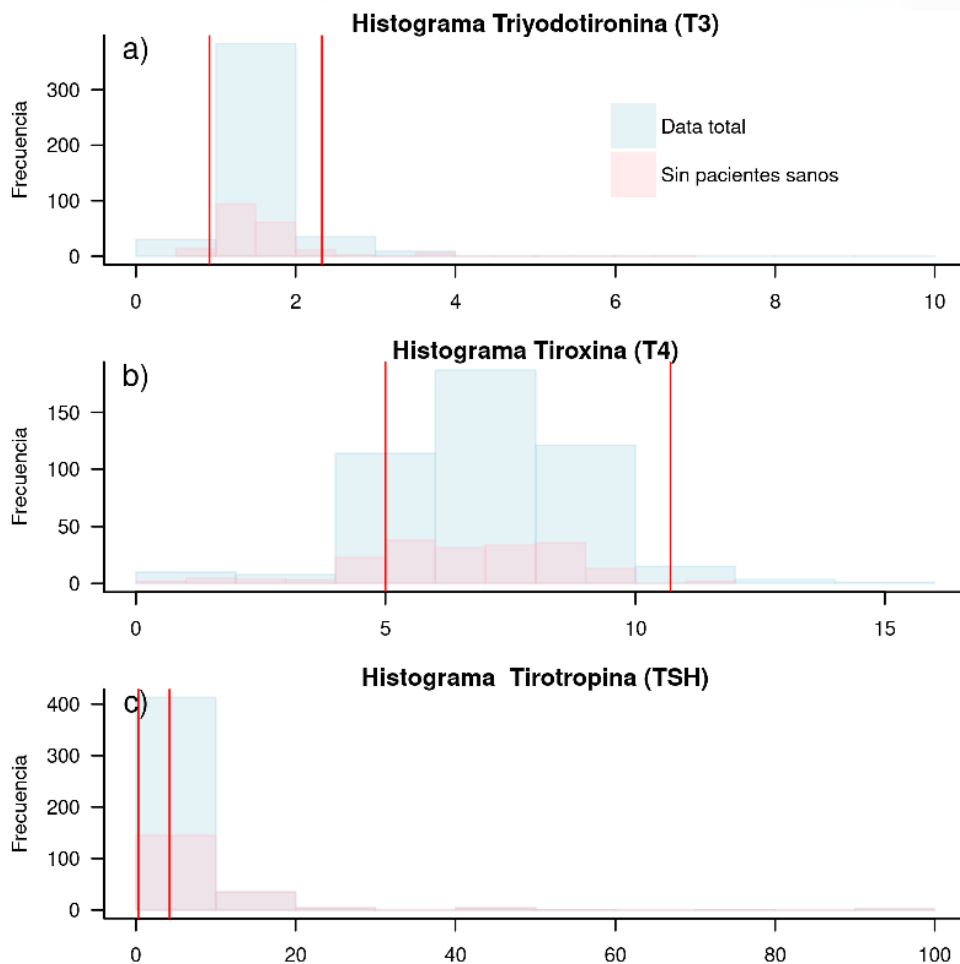 Histograma Triyodotironina (T3)
a)
Frecuencia
300
200
100
0
Data total
Sin pacientes sanos
0 2 4 6 8 10
Histograma Tiroxina (T4)
b)
Frecuencia
150
100
50
0
0 5 10 15
Histograma Tirotropina (TSH)
c)
Frecuencia
400
300
200
100
0
0 20 40 60 80 100